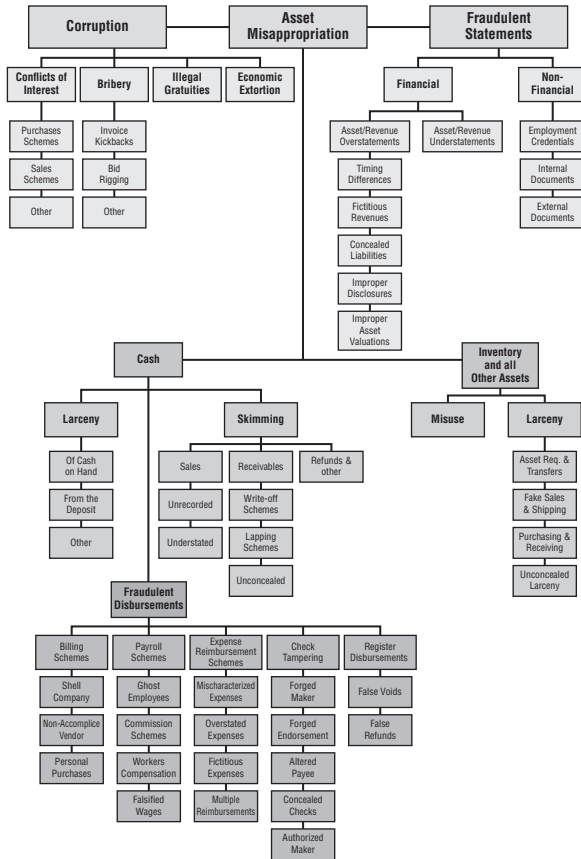 Corruption
Asset
Misappropriation
Fraudulent
Statements
Conflicts of
Interest
Bribery
Illegal
Gratuities
Economic
Extortion
Financial
Non-
Financial
Purchases
Schemes
Sales
Schemes
Other
Invoice
Kickbacks
Bid
Rigging
Other
Asset/Revenue
Overstatements
Asset/Revenue
Understatements
Timing
Differences
Fictitious
Revenues
Concealed
Liabilities
Improper
Disclosures
Improper
Asset
Valuations
Employment
Credentials
Internal
Documents
External
Documents
Cash
Inventory
and all
Other Assets
Larceny
Skimming
Misuse
Larceny
Of Cash
on Hand
From the
Deposit
Other
Sales
Unrecorded
Understated
Receivables
Write-off
Schemes
Lapping
Schemes
Unconcealed
Refunds &
other
Asset Req. &
Transfers
Fake Sales
& Shipping
Purchasing &
Receiving
Unconcealed
Larceny
Fraudulent
Disbursements
Billing
Schemes
Shell
Company
Non-Accomplice
Vendor
Personal
Purchases
Payroll
Schemes
Ghost
Employees
Commission
Schemes
Workers
Compensation
Falsified
Wages
Expense
Reimbursement
Schemes
Mischaracterized
Expenses
Overstated
Expenses
Fictitious
Expenses
Multiple
Reimbursements
Check
Tampering
Forged
Maker
Forged
Endorsement
Altered
Payee
Concealed
Checks
Authorized
Maker
Register
Disbursements
False Voids
False
Refunds